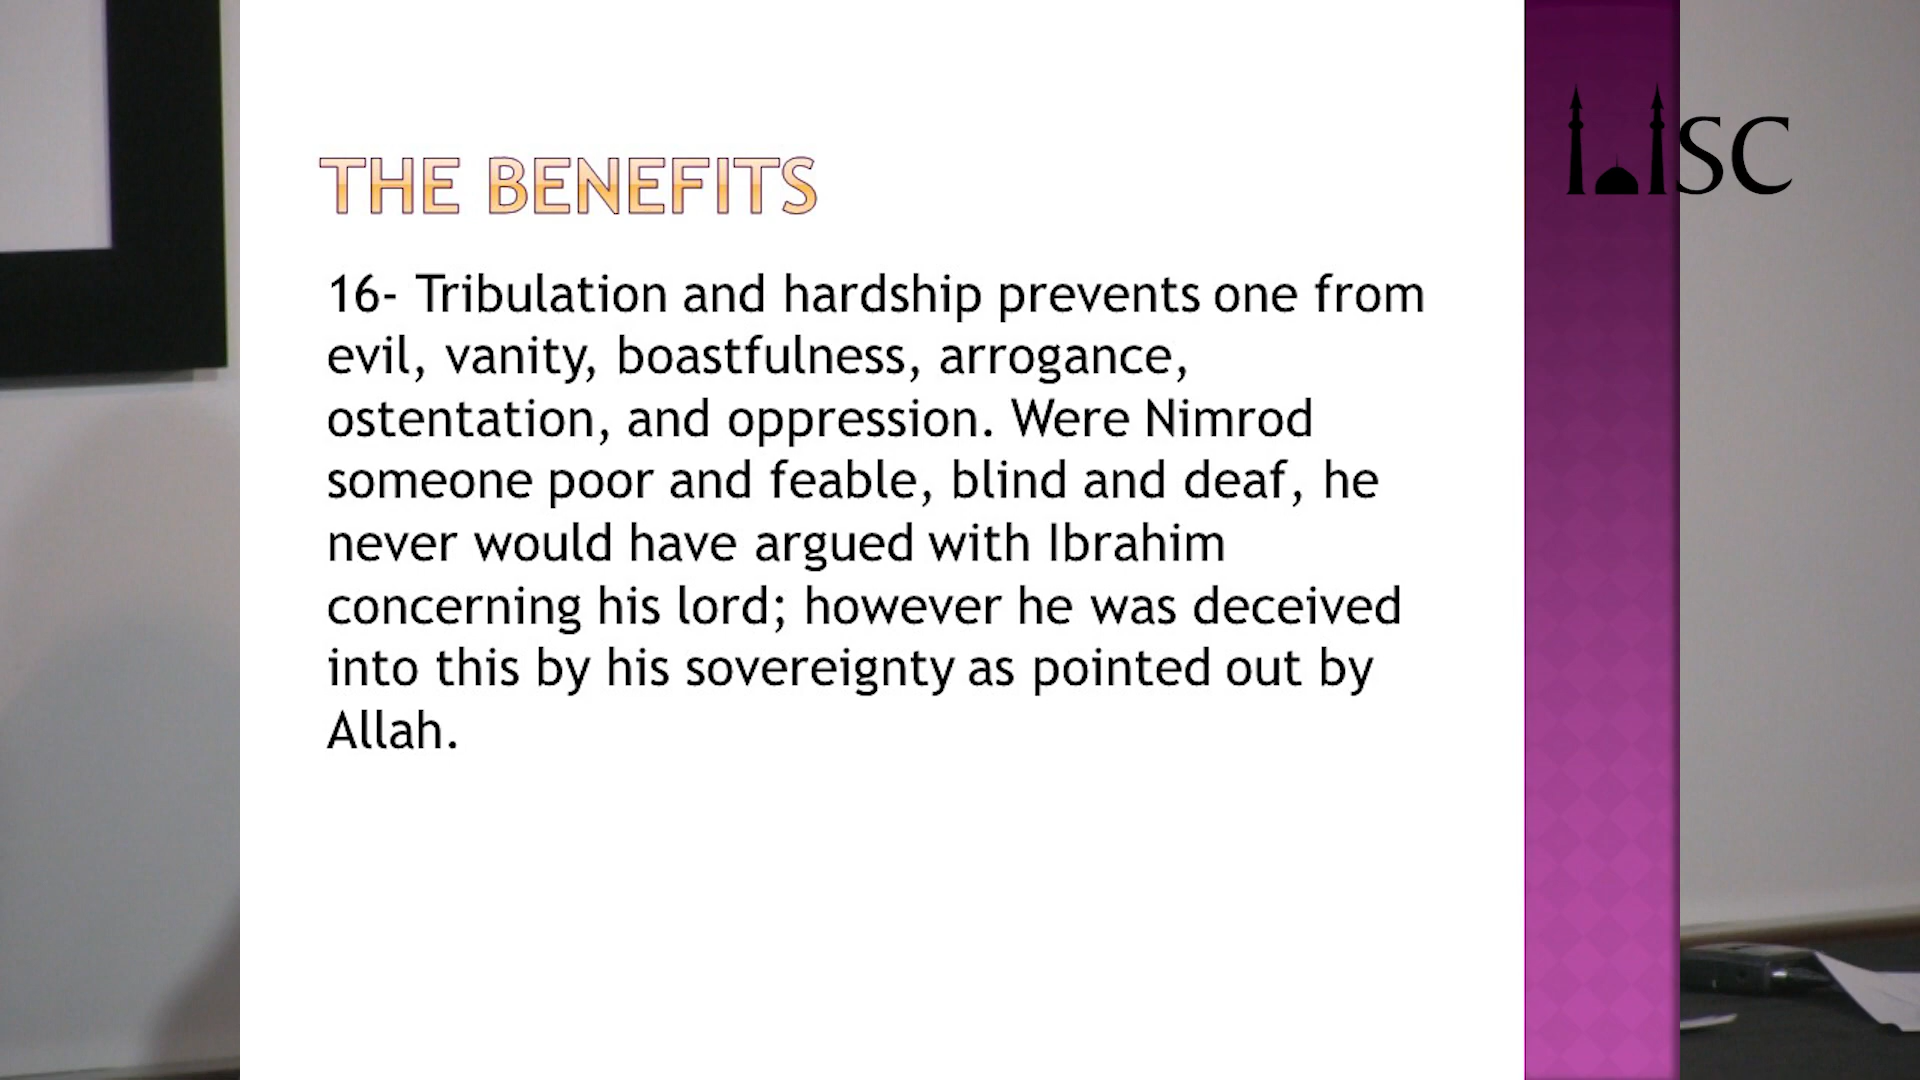 THE BENEFITS
16- Tribulation and hardship prevents one from
evil, vanity, boastfulness, arrogance,
ostentation, and oppression. Were Nimrod
someone poor and feable, blind and deaf, he
never would have argued with Ibrahim
concerning his lord; however he was deceived
into this by his sovereignty as pointed out by
Allah.
ISC